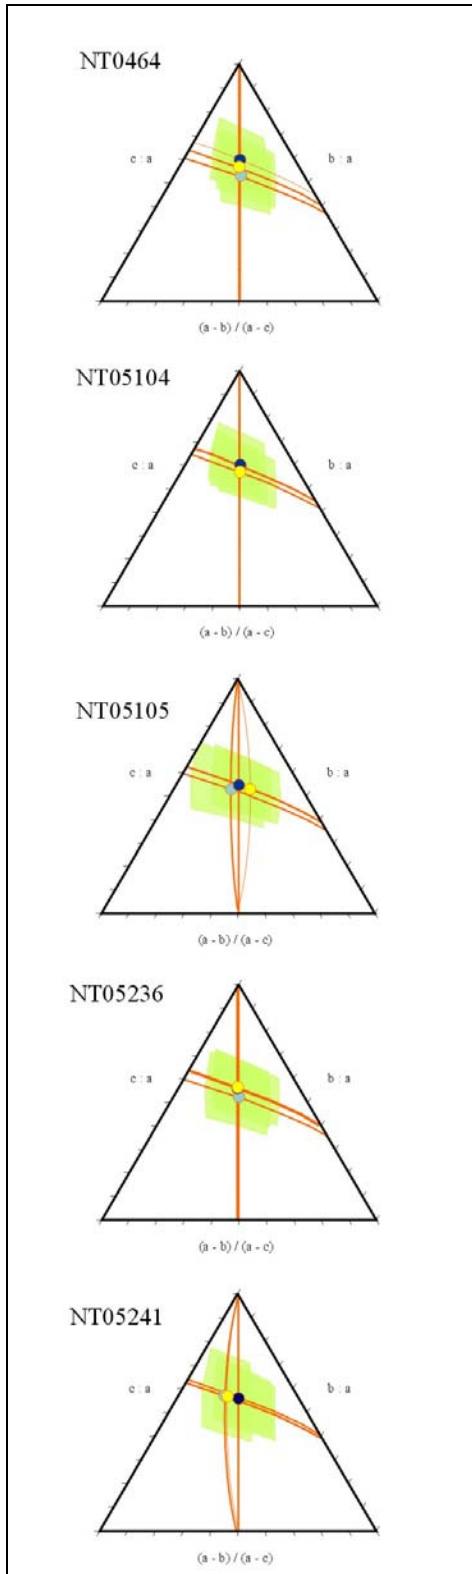 NT0464
c : a b : a
(a - b) / (a - c)
NT05104
c : a b : a
(a - b) / (a - c)
NT05105
c : a b : a
(a - b) / (a - c)
NT05236
c : a b : a
(a - b) / (a - c)
NT05241
c : a b : a
(a - b) / (a - c)